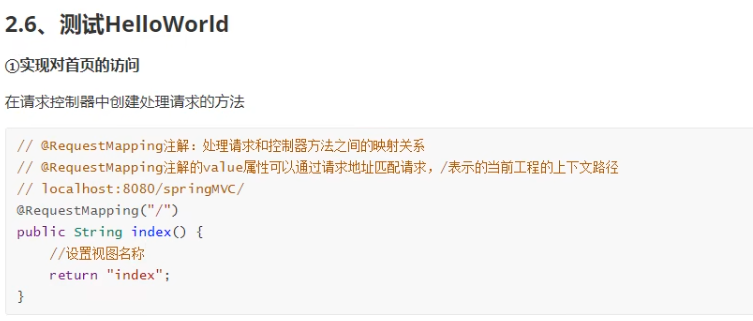 2.6、测试HelloWorld
①实现对首页的访问
在请求控制器中创建处理请求的方法
// @RequestMapping注解：处理请求和控制器方法之间的映射关系
// @RequestMapping注解的value属性可以通过请求地址匹配请求，/表示的当前工程的上下文路径
// localhost:8080/springMVC/
@RequestMapping("/")
public String index() {
    //设置视图名称
    return "index";
}